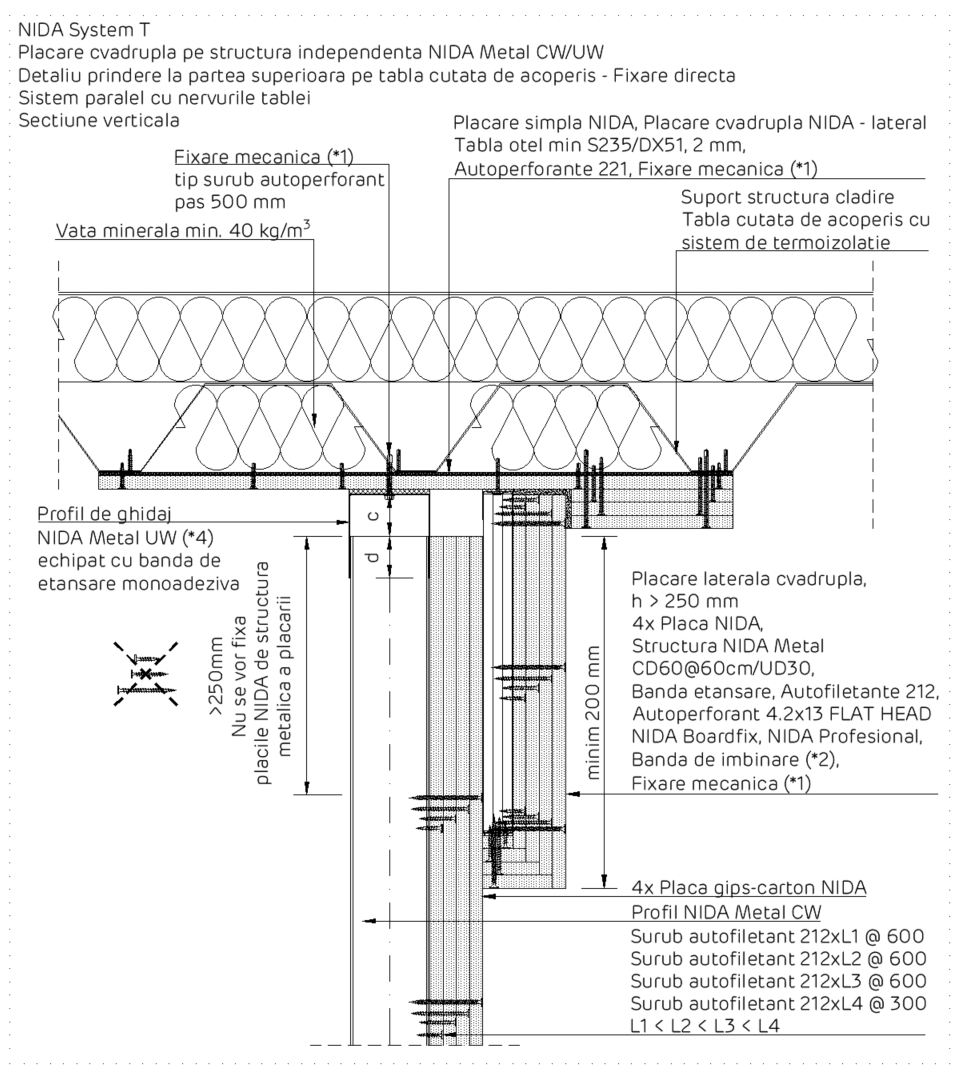 NIDA System T
Placare cvadrupla pe structura independenta NIDA Metal CW/UW
Detaliu prindere la partea superioara pe tabla cutata de acoperis - Fixare directa
Sistem paralel cu nervurile tablei
Sectiune verticala
Placare simpla NIDA, Placare cvadrupla NIDA - lateral
Tabla otel min S235/DX51, 2 mm,
Autoperforante 221, Fixare mecanica (*1)
Fixare mecanica (*1)
tip surub autoperforant
pas 500 mm
Suport structura cladire
Tabla cutata de acoperis cu
sistem de termoizolatie
Vata minerala min. 40 kg/m³
Profil de ghidaj
NIDA Metal UW (*4)
echipat cu banda de
etansare monoadeziva
c
d
>250mm
Nu se vor fixa
placile NIDA de structura
metalica a placarii
minim 200 mm
Placare laterala cvadrupla,
h > 250 mm
4x Placa NIDA,
Structura NIDA Metal
CD60@60cm/UD30,
Banda etansare, Autofiletante 212,
Autoperforant 4.2x13 FLAT HEAD
NIDA Boardfix, NIDA Profesional,
Banda de imbinare (*2),
Fixare mecanica (*1)
4x Placa gips-carton NIDA
Profil NIDA Metal CW
Surub autofiletant 212xL1 @ 600
Surub autofiletant 212xL2 @ 600
Surub autofiletant 212xL3 @ 600
Surub autofiletant 212xL4 @ 300
L1 < L2 < L3 < L4